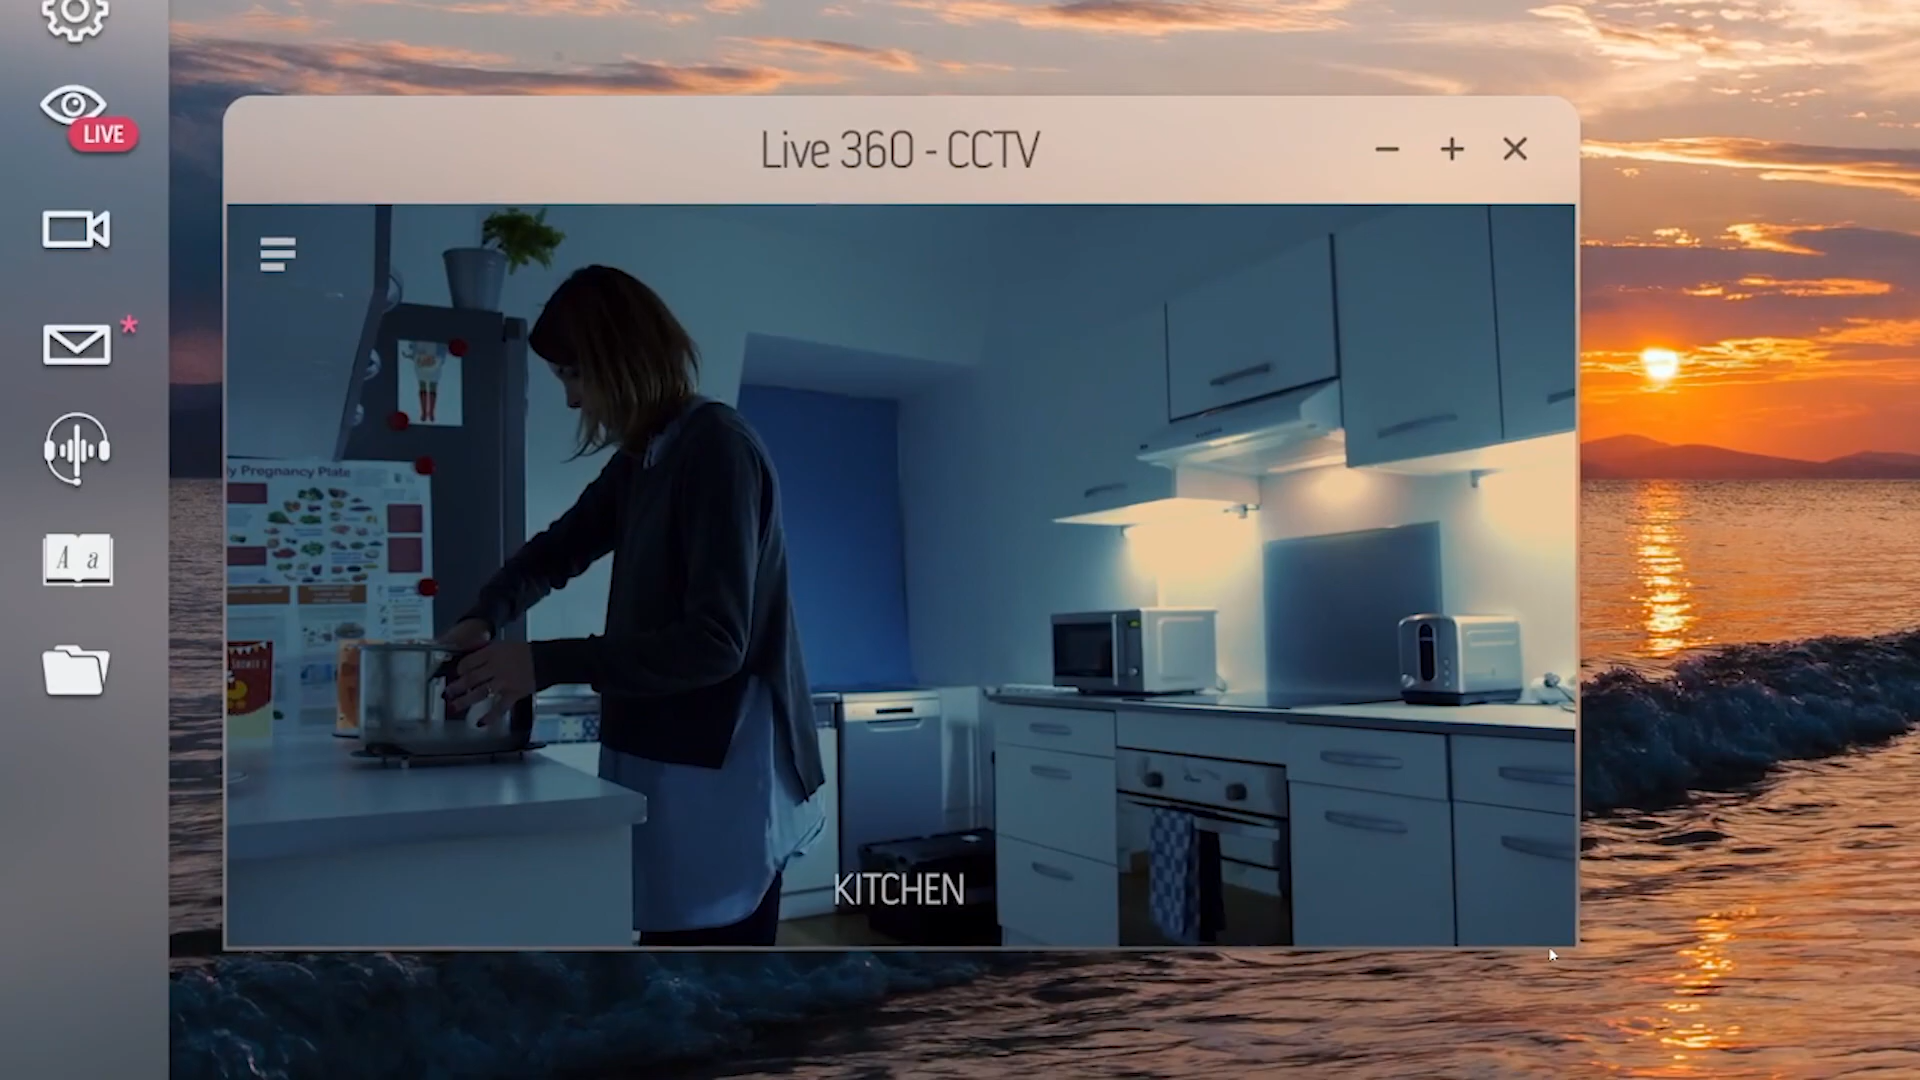 LIVE
Live 360 - CCTV
A a
y Pregnancy Plate
KITCHEN